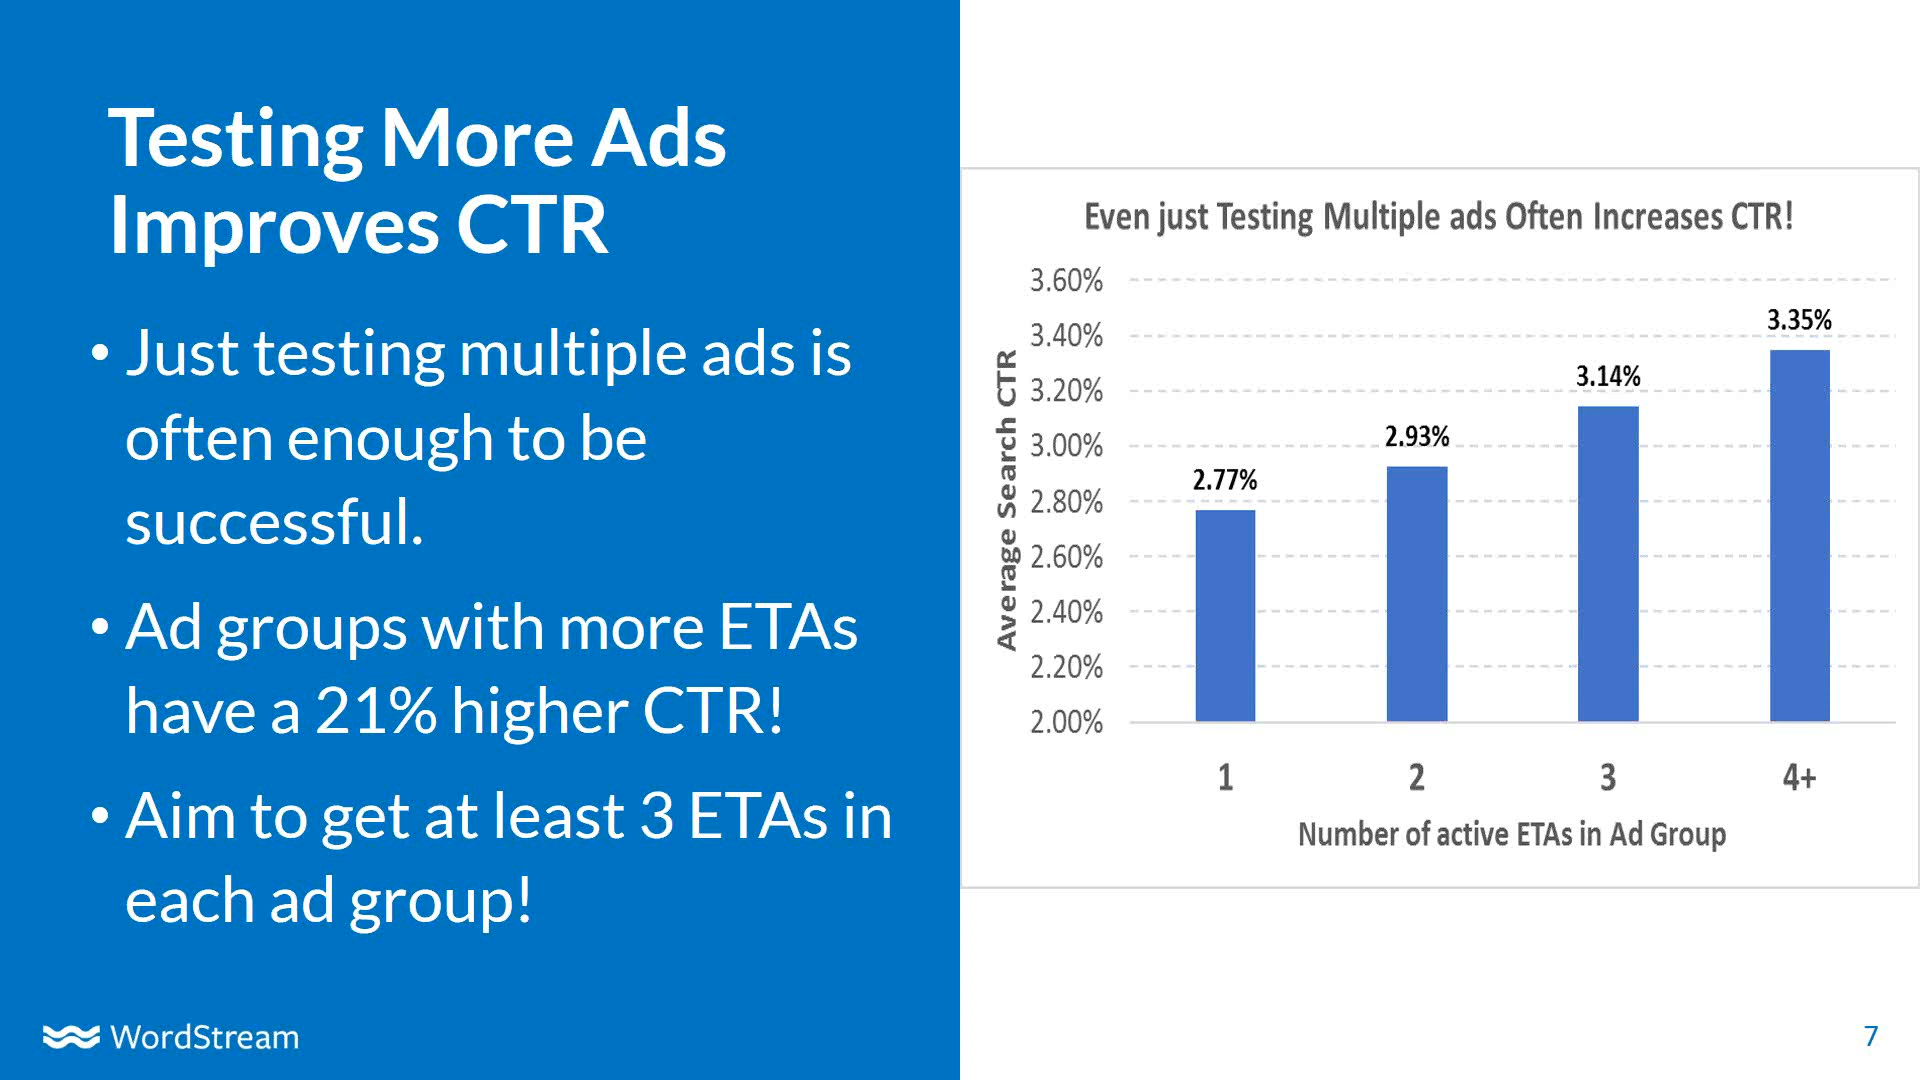 Testing More Ads
Improves CTR
• Just testing multiple ads is
often enough to be
successful.
• Ad groups with more ETAs
have a 21% higher CTR!
• Aim to get at least 3 ETAs in
each ad group!
WordStream
Even just Testing Multiple ads Often Increases CTR!
Average Search CTR
3.60%
3.40%
3.20%
3.00%
2.80%
2.60%
2.40%
2.20%
2.00%
2.77%
2.93%
3.14%
3.35%
1 2 3 4+
Number of active ETAs in Ad Group
7